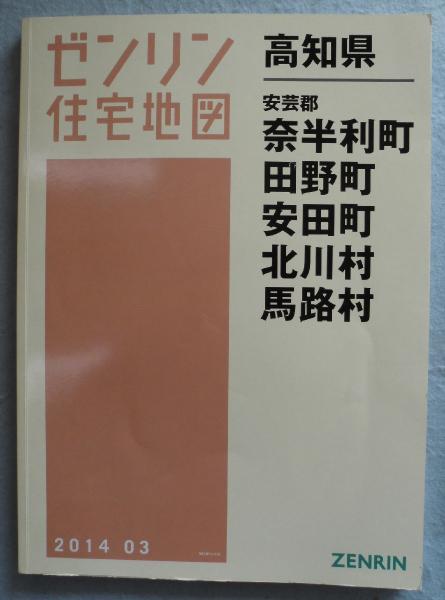 ゼンリン
住宅地図
高知県
安芸郡
奈半利町
田野町
安田町
北川村
馬路村
2014 03
ZENRIN